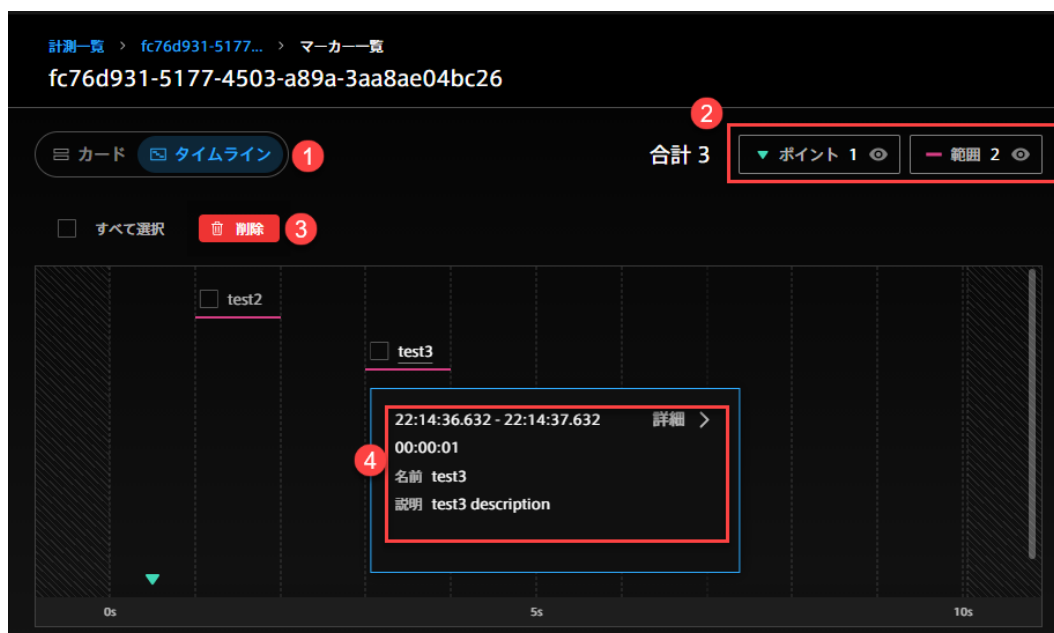 計測一覧 > fc76d931-5177... > マーカー一覧
fc76d931-5177-4503-a89a-3aa8ae04bc26
2
カード タイムライン 1 合計 3 ポイント 1 範囲 2
すべて選択 削除 3
test2
test3
22:14:36.632 - 22:14:37.632 詳細 >
00:00:01
4
名前 test3
説明 test3 description
0s 5s 10s